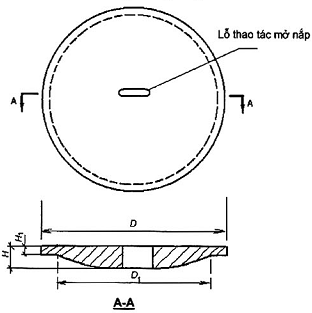 Lỗ thao tác mở nắp
A
A
D
H1
H
D1
A-A